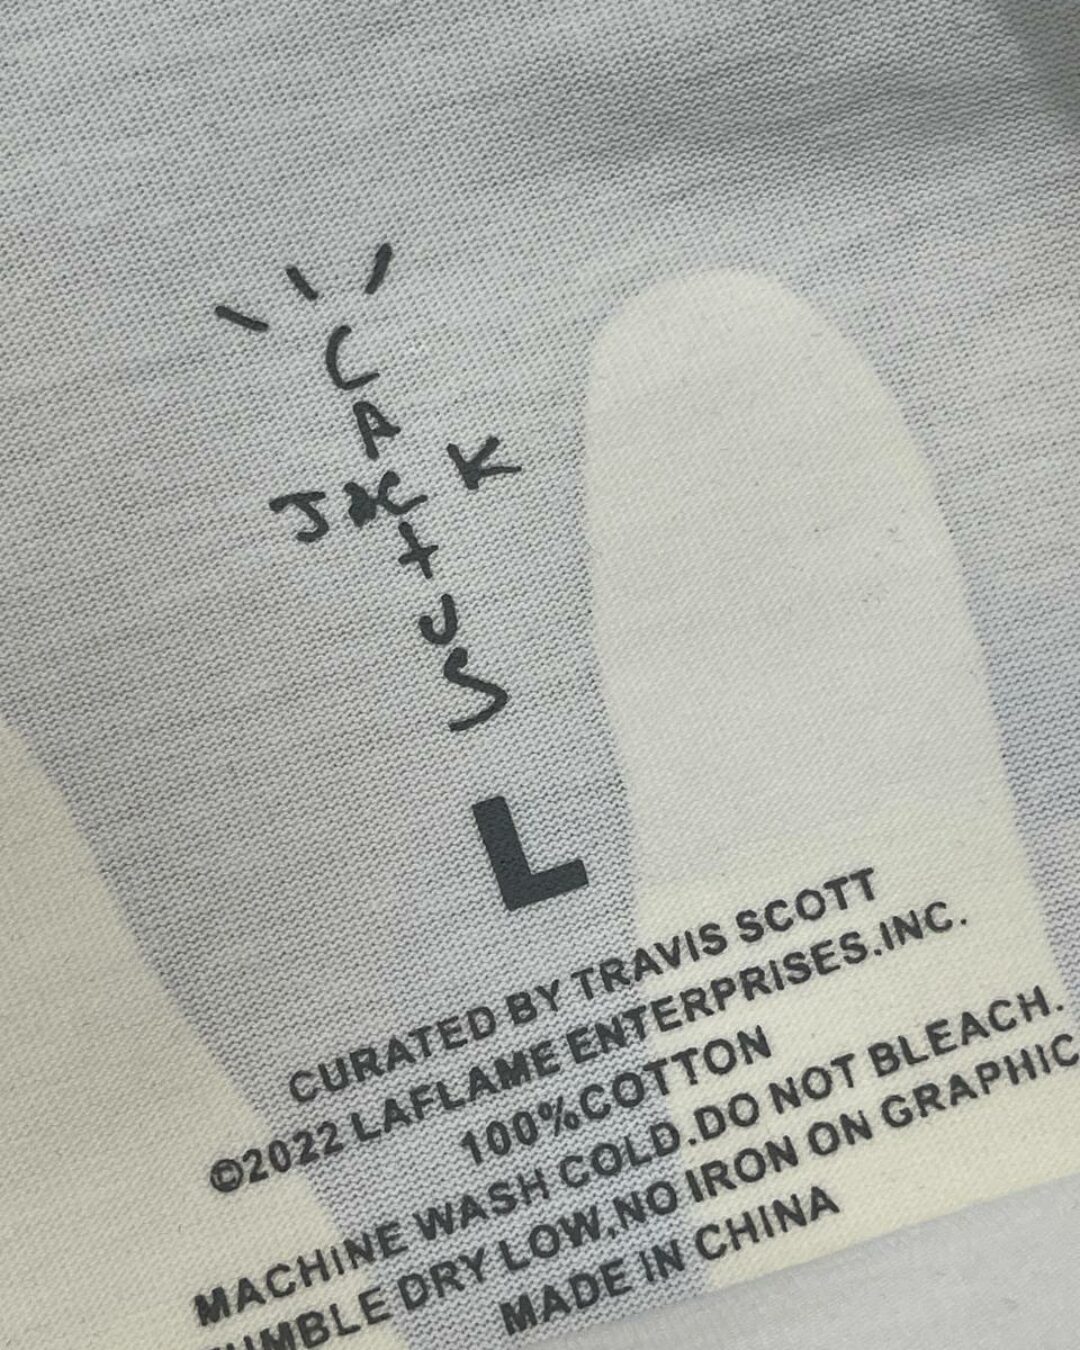 CACTUS
JACK
L
CURATED BY TRAVIS SCOTT
©2022 LAFLAME ENTERPRISES.INC.
100%COTTON
MACHINE WASH COLD.DO NOT BLEACH.
TUMBLE DRY LOW,NO IRON ON GRAPHIC
MADE IN CHINA